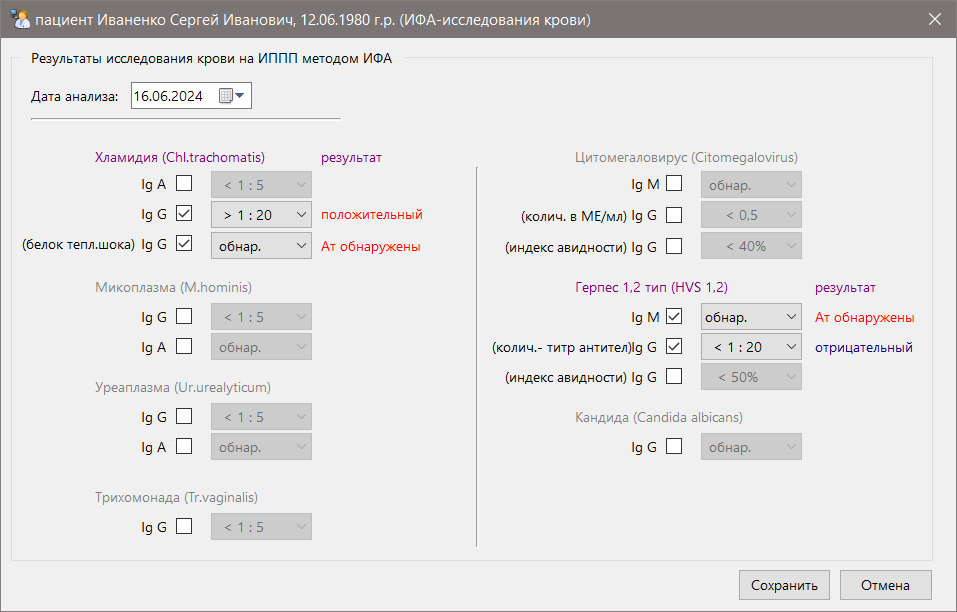 пациент Иваненко Сергей Иванович, 12.06.1980 г.р. (ИФА-исследования крови)
Результаты исследования крови на ИППП методом ИФА
Дата анализа: 16.06.2024
Хламидия (Chl.trachomatis) результат
Ig A < 1 : 5
Ig G > 1 : 20 положительный
(белок тепл.шока) Ig G обнар. Ат обнаружены
Микоплазма (M.hominis)
Ig G < 1 : 5
Ig A обнар.
Уреаплазма (Ur.urealyticum)
Ig G < 1 : 5
Ig A обнар.
Трихомонада (Tr.vaginalis)
Ig G < 1 : 5
Цитомегаловирус (Citomegalovirus)
Ig M обнар.
(колич. в МЕ/мл) Ig G < 0,5
(индекс авидности) Ig G < 40%
Герпес 1,2 тип (HVS 1,2) результат
Ig M обнар. Ат обнаружены
(колич.- титр антител)Ig G < 1 : 20 отрицательный
(индекс авидности) Ig G < 50%
Кандида (Candida albicans)
Ig G обнар.
Сохранить Отмена